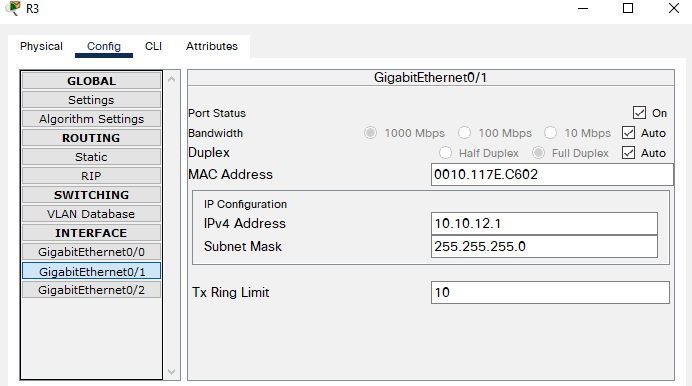 R3
Physical Config CLI Attributes
GLOBAL
Settings
Algorithm Settings
ROUTING
Static
RIP
SWITCHING
VLAN Database
INTERFACE
GigabitEthernet0/0
GigabitEthernet0/1
GigabitEthernet0/2
GigabitEthernet0/1
Port Status On
Bandwidth 1000 Mbps 100 Mbps 10 Mbps Auto
Duplex Half Duplex Full Duplex Auto
MAC Address 0010.117E.C602
IP Configuration
IPv4 Address 10.10.12.1
Subnet Mask 255.255.255.0
Tx Ring Limit 10